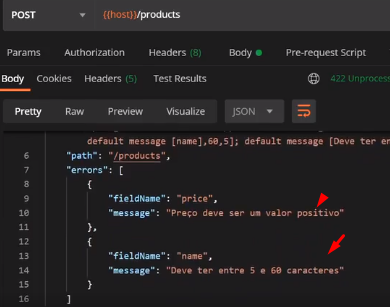 POST {{host}}/products
Params Authorization Headers (8) Body Pre-request Script
Body Cookies Headers (5) Test Results 422 Unprocess
Pretty Raw Preview Visualize JSON
default message [name],60,5]; default message [Deve ter
6 "path": "/products",
7 "errors": [
8 {
9 "fieldName": "price",
10 "message": "Preço deve ser um valor positivo"
11 },
12 {
13 "fieldName": "name",
14 "message": "Deve ter entre 5 e 60 caracteres"
15 }
16 ]